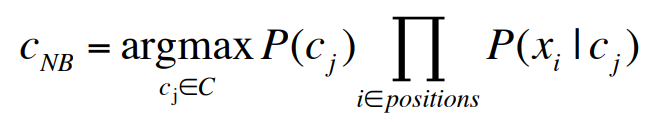 c_NB = argmax_{c_j∈C} P(c_j) ∏_{i∈positions} P(x_i | c_j)